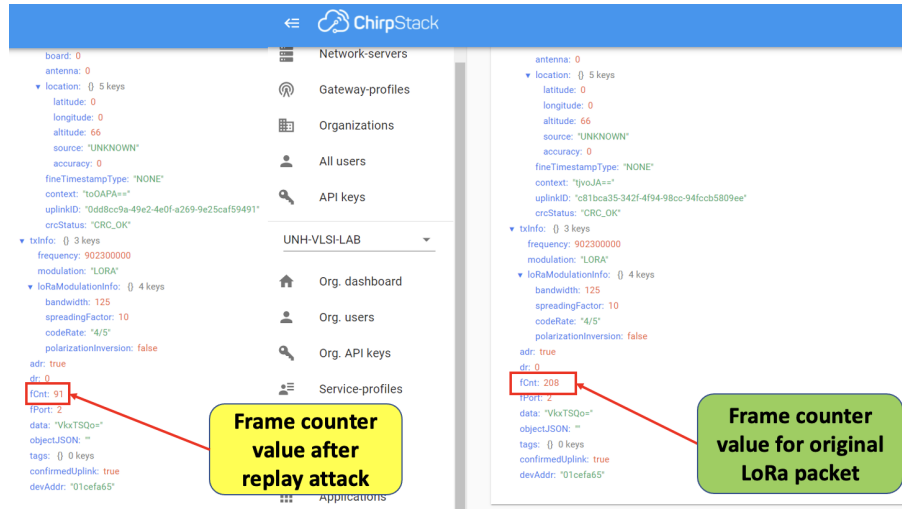 ChirpStack
board: 0
antenna: 0
location: {} 5 keys
latitude: 0
longitude: 0
altitude: 66
source: "UNKNOWN"
accuracy: 0
fineTimestampType: "NONE"
context: "toOAPA=="
uplinkID: "0dd8cc9a-49e2-4e0f-a269-9e25caf59491"
crcStatus: "CRC_OK"
txInfo: {} 3 keys
frequency: 902300000
modulation: "LORA"
loRaModulationInfo: {} 4 keys
bandwidth: 125
spreadingFactor: 10
codeRate: "4/5"
polarizationInversion: false
adr: true
dr: 0
fCnt: 91
fPort: 2
data: "VkxTSQo="
objectJSON: ""
tags: {} 0 keys
confirmedUplink: true
devAddr: "01cefa65"
Network-servers
Gateway-profiles
Organizations
All users
API keys
UNH-VLSI-LAB
Org. dashboard
Org. users
Org. API keys
Service-profiles
Applications
Frame counter
value after
replay attack
antenna: 0
location: {} 5 keys
latitude: 0
longitude: 0
altitude: 66
source: "UNKNOWN"
accuracy: 0
fineTimestampType: "NONE"
context: "tjvoJA=="
uplinkID: "c81bca35-342f-4f94-98cc-94fccb5809ee"
crcStatus: "CRC_OK"
txInfo: {} 3 keys
frequency: 902300000
modulation: "LORA"
loRaModulationInfo: {} 4 keys
bandwidth: 125
spreadingFactor: 10
codeRate: "4/5"
polarizationInversion: false
adr: true
dr: 0
fCnt: 208
fPort: 2
data: "VkxTSQo="
objectJSON: ""
tags: {} 0 keys
confirmedUplink: true
devAddr: "01cefa65"
Frame counter
value for original
LoRa packet